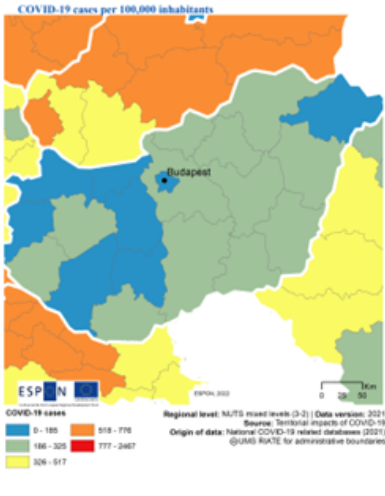 COVID-19 cases per 100,000 inhabitants
Budapest
ESPON
ESPON, 2022
0 25 50 Km
COVID-19 cases
0 - 185
186 - 325
326 - 517
518 - 776
777 - 2467
Regional level: NUTS mixed levels (3-2) | Data version: 2021
Source: Territorial impacts of COVID-19
Origin of data: National COVID-19 related databases (2021)
@UMS RIATE for administrative boundaries